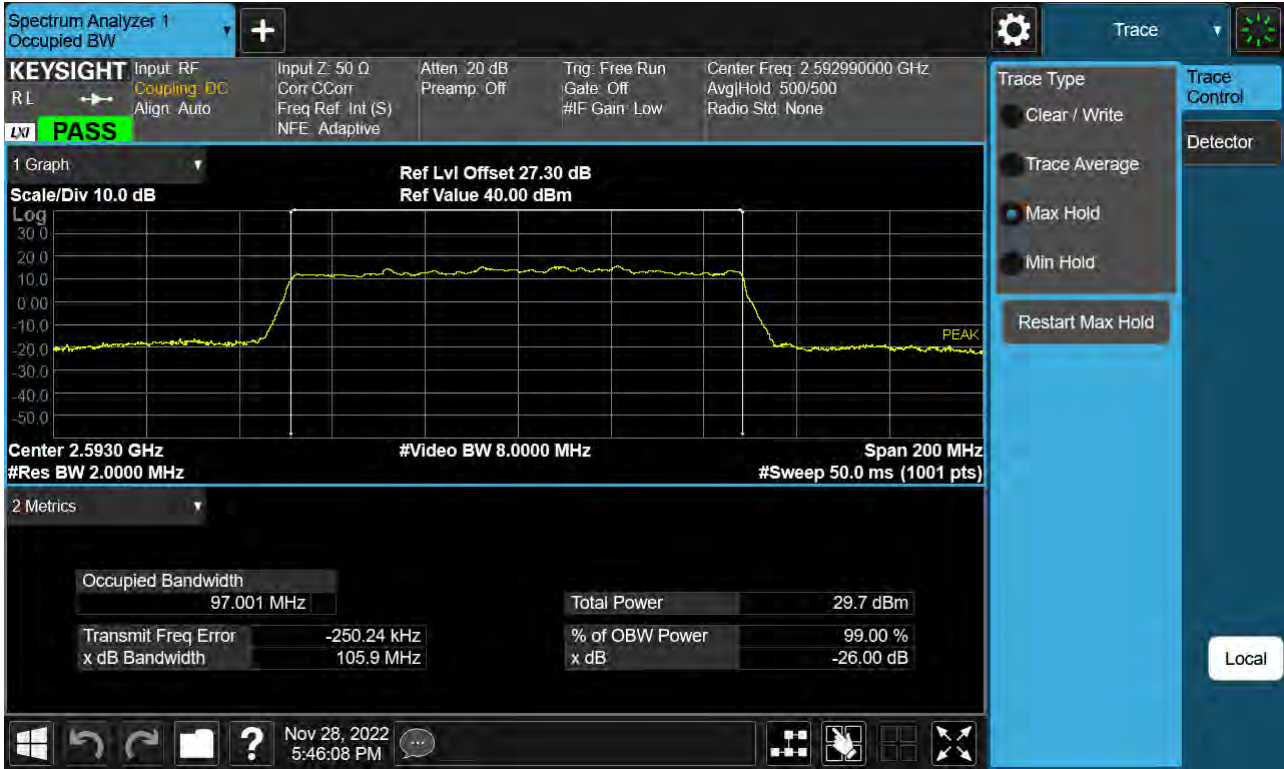 Spectrum Analyzer 1
Occupied BW
+
Trace
KEYSIGHT
R L
LXI
PASS
Input: RF
Coupling: DC
Align: Auto
Input Z: 50 Ω
Corr CCorr
Freq Ref: Int (S)
NFE: Adaptive
Atten: 20 dB
Preamp: Off
Trig: Free Run
Gate: Off
#IF Gain: Low
Center Freq: 2.592990000 GHz
Avg|Hold: 500/500
Radio Std: None
1 Graph
Scale/Div 10.0 dB
Ref Lvl Offset 27.30 dB
Ref Value 40.00 dBm
Log
30.0
20.0
10.0
0.00
-10.0
-20.0
-30.0
-40.0
-50.0
PEAK
Center 2.5930 GHz
#Video BW 8.0000 MHz
Span 200 MHz
#Res BW 2.0000 MHz
#Sweep 50.0 ms (1001 pts)
2 Metrics
Occupied Bandwidth
97.001 MHz
Transmit Freq Error -250.24 kHz
x dB Bandwidth 105.9 MHz
Total Power 29.7 dBm
% of OBW Power 99.00 %
x dB -26.00 dB
Trace Type
Clear / Write
Trace Average
Max Hold
Min Hold
Restart Max Hold
Trace
Control
Detector
Local
?
Nov 28, 2022
5:46:08 PM